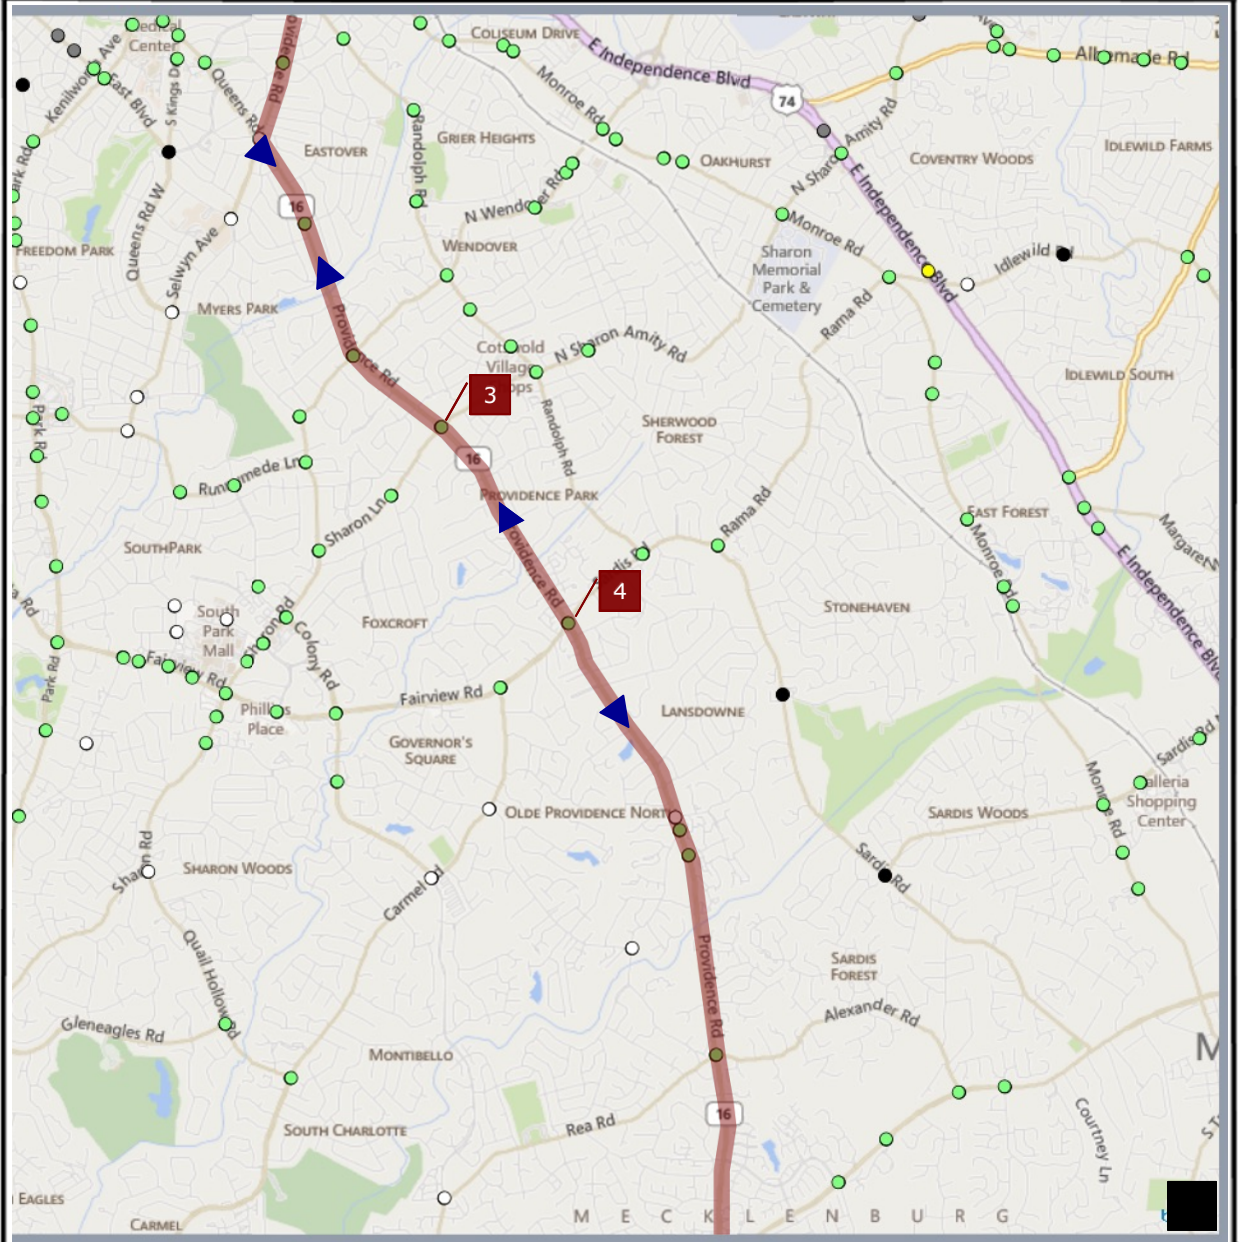 Medical
Center
COLISEUM DRIVE
Kenilworth Ave
East Blvd
S Kings Dr
Queens Rd
Providence Rd
E Independence Blvd
74
Albemarle Rd
Monroe Rd
GRIER HEIGHTS
Randolph Rd
EASTOVER
OAKHURST
N Sharon Amity Rd
COVENTRY WOODS
IDLEWILD FARMS
16
N Wendover Rd
WENDOVER
Queens Rd W
Selwyn Ave
FREEDOM PARK
Monroe Rd
E Independence Blvd
Idlewild Rd
Sharon
Memorial
Park &
Cemetery
MYERS PARK
Rama Rd
Providence Rd
Village
N Sharon Amity Rd
IDLEWILD SOUTH
3
Park Rd
Randolph Rd
SHERWOOD
FOREST
16
Runnymede Ln
PROVIDENCE PARK
Rama Rd
Sharon Ln
EAST FOREST
Monroe Rd
E Independence Blvd
SOUTHPARK
Providence Rd
4
South
Park
Mall
Sharon Rd
Colony Rd
FOXCROFT
STONEHAVEN
Fairview Rd
Park Rd
Fairview Rd
LANSDOWNE
Phillips
Place
GOVERNOR'S
SQUARE
Sardis Rd
Monroe Rd
Galleria
Shopping
Center
OLDE PROVIDENCE NORTH
SARDIS WOODS
Sharon Rd
SHARON WOODS
Carmel Rd
Sardis Rd
Quail Hollow Rd
Providence Rd
SARDIS
FOREST
Alexander Rd
Gleneagles Rd
MONTIBELLO
M
16
SOUTH CHARLOTTE
Rea Rd
Courtney Ln
EAGLES
CARMEL
MECKLENBURG